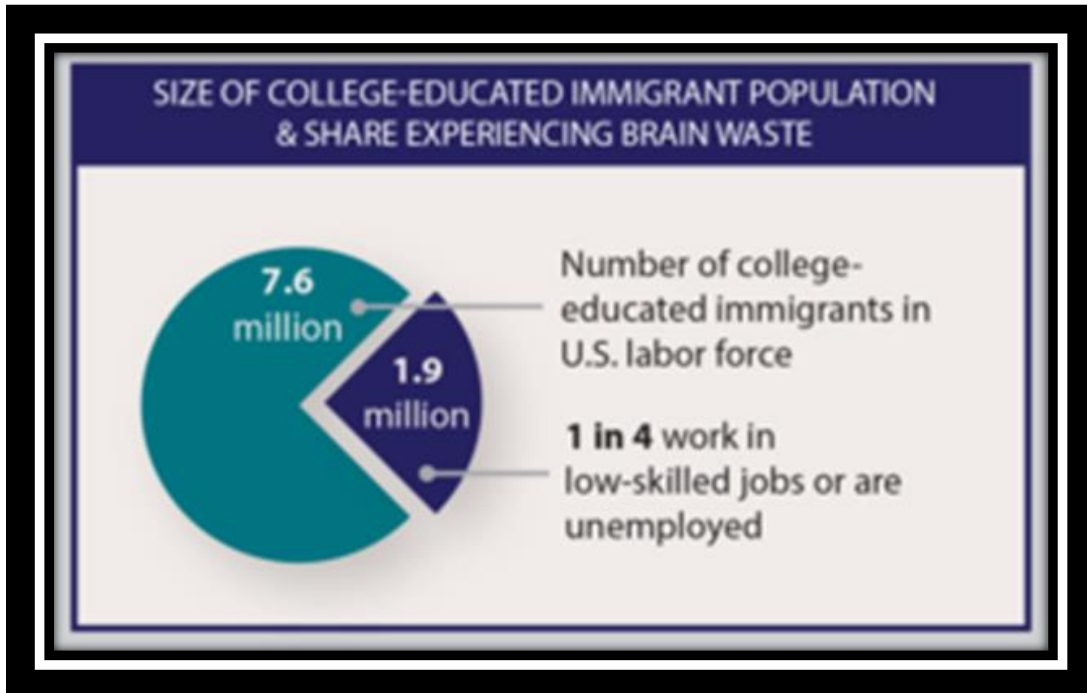 SIZE OF COLLEGE-EDUCATED IMMIGRANT POPULATION
& SHARE EXPERIENCING BRAIN WASTE
7.6
million
Number of college-
educated immigrants in
U.S. labor force
1.9
million
1 in 4 work in
low-skilled jobs or are
unemployed